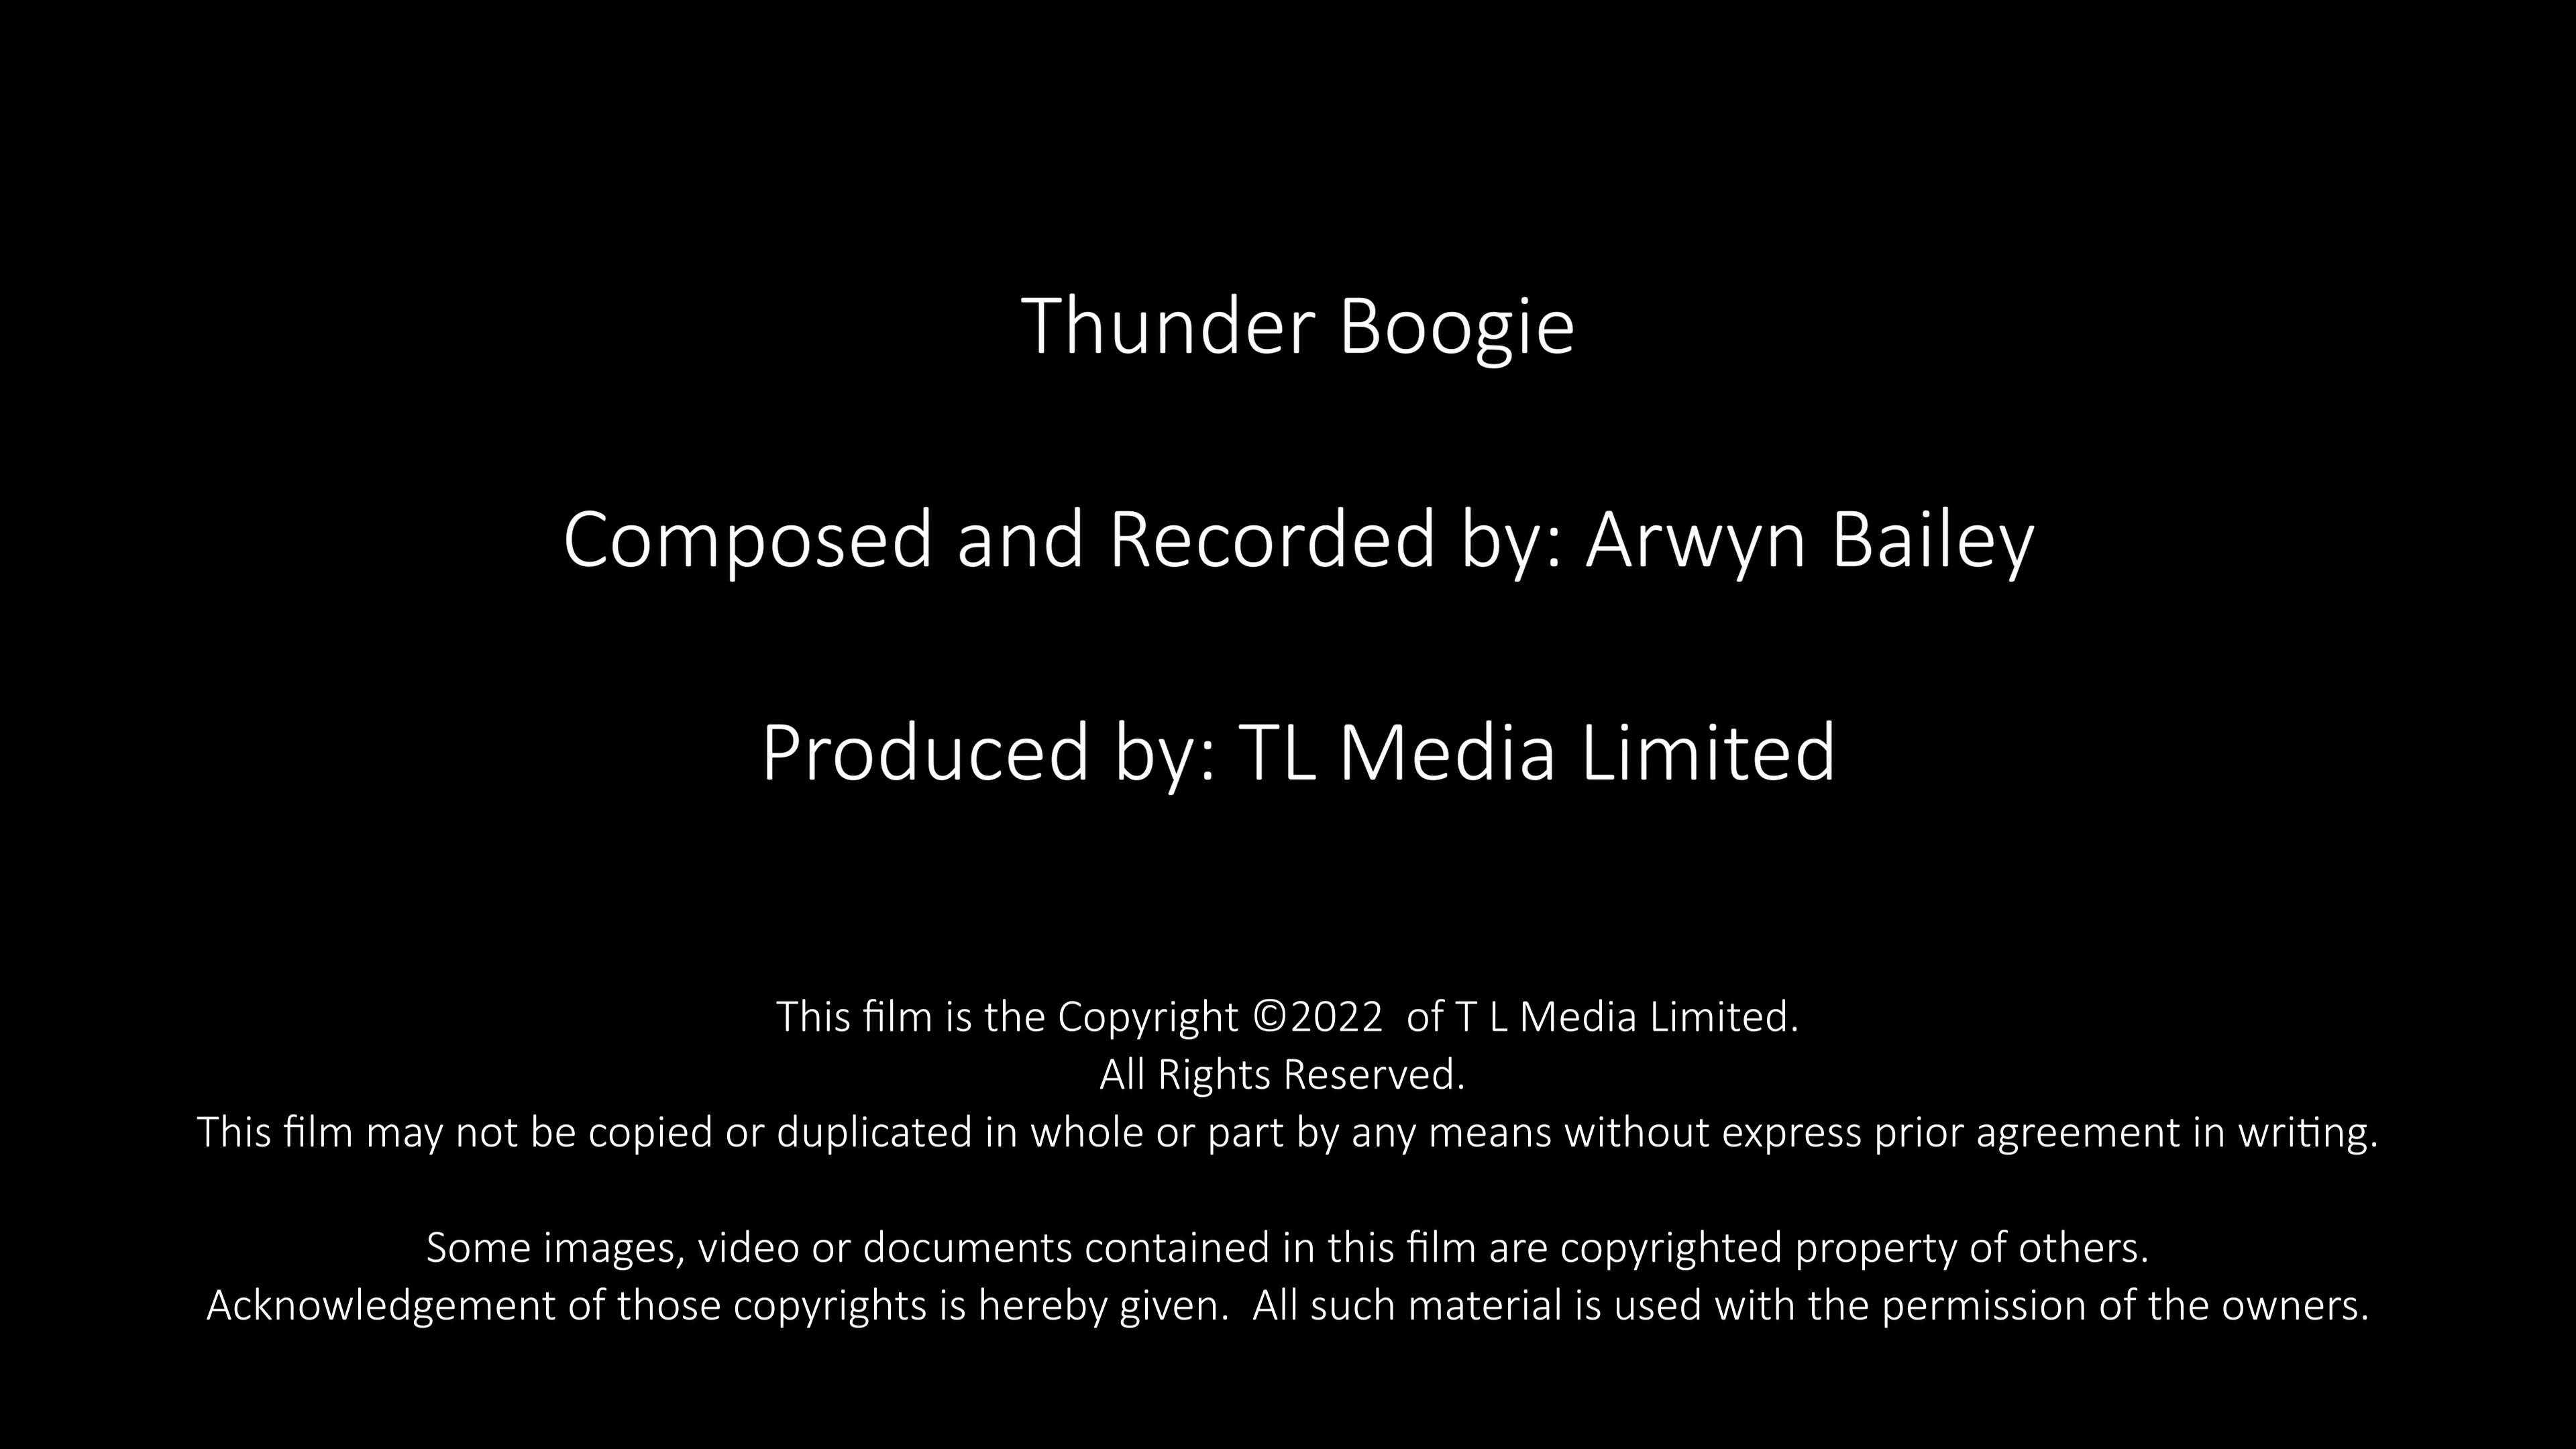 Thunder Boogie
Composed and Recorded by: Arwyn Bailey
Produced by: TL Media Limited
This film is the Copyright ©2022  of T L Media Limited.
All Rights Reserved.
This film may not be copied or duplicated in whole or part by any means without express prior agreement in writing.
Some images, video or documents contained in this film are copyrighted property of others.
Acknowledgement of those copyrights is hereby given.  All such material is used with the permission of the owners.